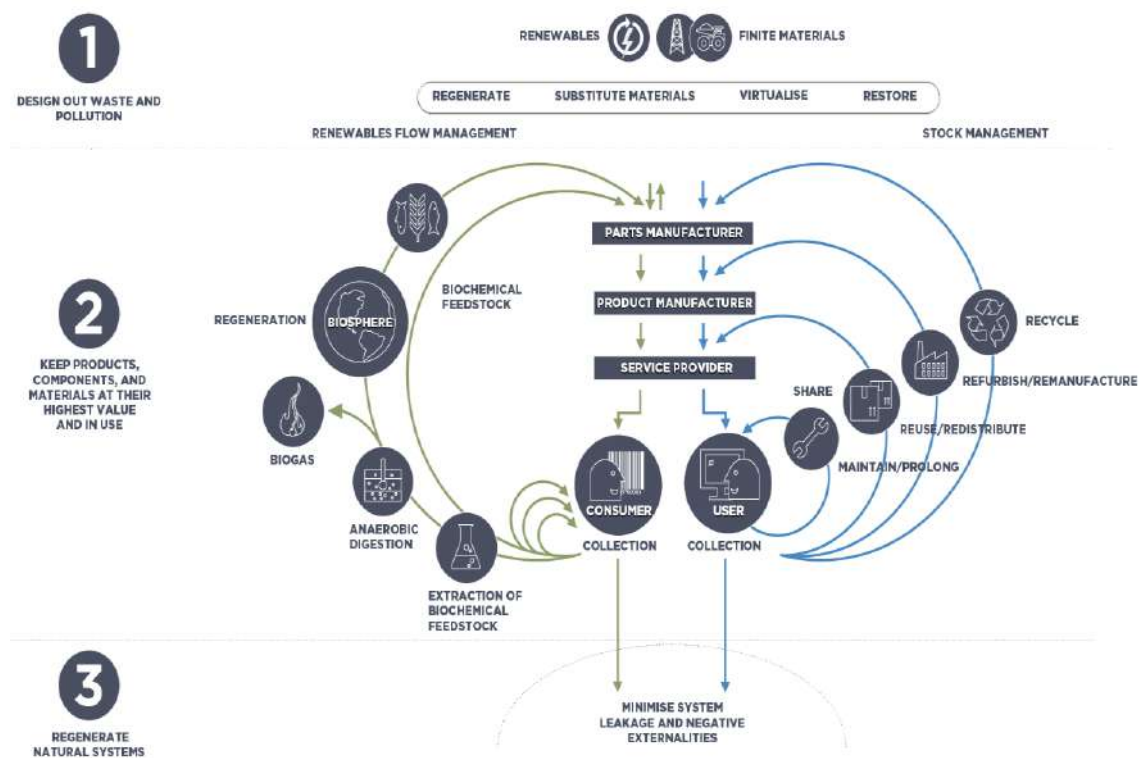 1
DESIGN OUT WASTE AND
POLLUTION
RENEWABLES
FINITE MATERIALS
REGENERATE
SUBSTITUTE MATERIALS
VIRTUALISE
RESTORE
RENEWABLES FLOW MANAGEMENT
STOCK MANAGEMENT
2
KEEP PRODUCTS,
COMPONENTS, AND
MATERIALS AT THEIR
HIGHEST VALUE
AND IN USE
PARTS MANUFACTURER
BIOCHEMICAL
FEEDSTOCK
PRODUCT MANUFACTURER
REGENERATION
BIOSPHERE
RECYCLE
SERVICE PROVIDER
REFURBISH/REMANUFACTURE
SHARE
REUSE/REDISTRIBUTE
BIOGAS
MAINTAIN/PROLONG
CONSUMER
USER
ANAEROBIC
DIGESTION
COLLECTION
COLLECTION
EXTRACTION OF
BIOCHEMICAL
FEEDSTOCK
3
REGENERATE
NATURAL SYSTEMS
MINIMISE SYSTEM
LEAKAGE AND NEGATIVE
EXTERNALITIES